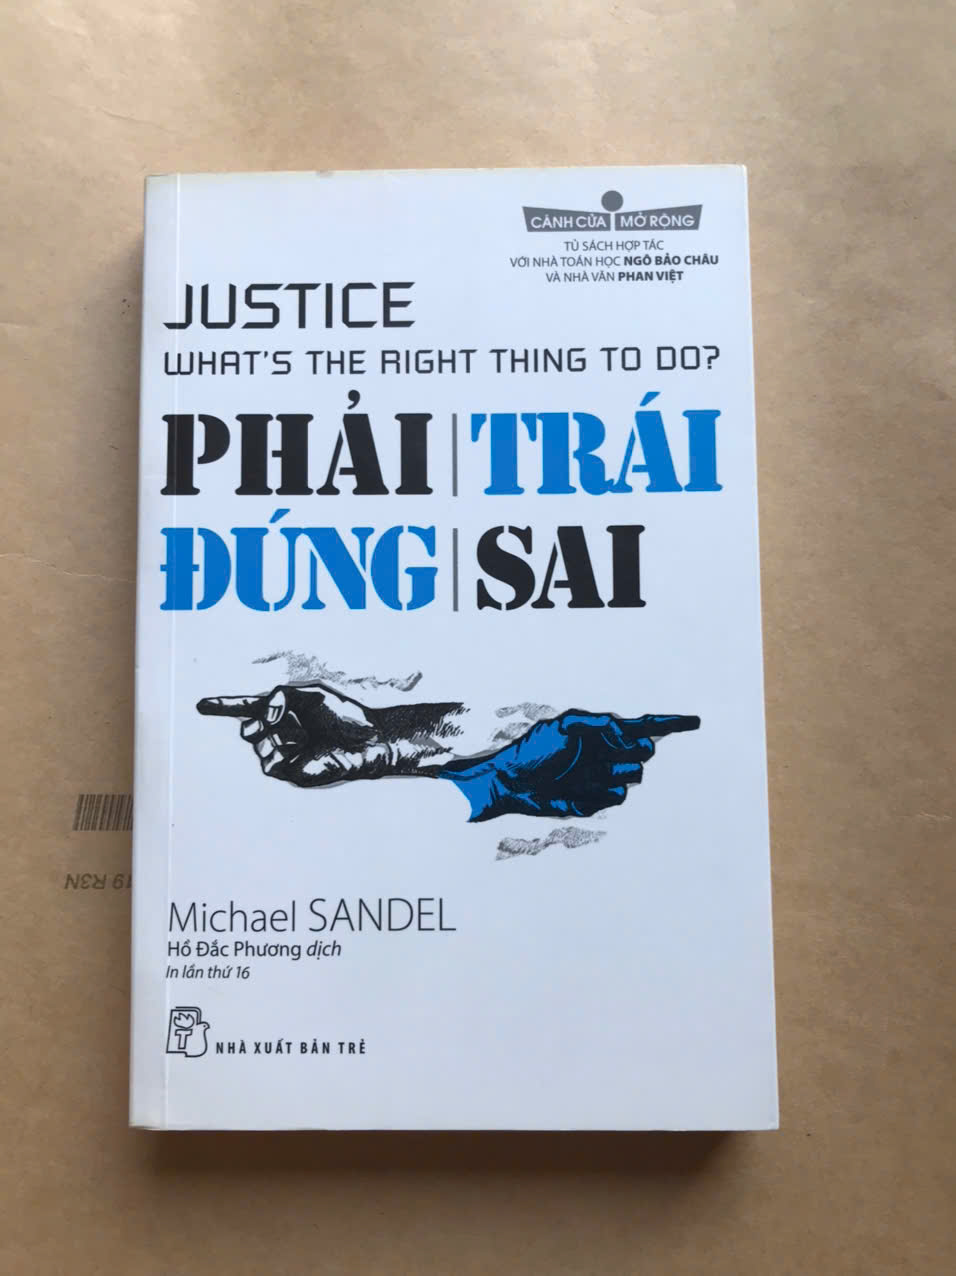 CÁNH CỬA MỞ RỘNG
TỦ SÁCH HỢP TÁC
VỚI NHÀ TOÁN HỌC NGÔ BẢO CHÂU
VÀ NHÀ VĂN PHAN VIỆT
JUSTICE
WHAT'S THE RIGHT THING TO DO?
PHẢI TRÁI
ĐÚNG SAI
Michael SANDEL
Hồ Đắc Phương dịch
In lần thứ 16
T
NHÀ XUẤT BẢN TRẺ
19 R3N